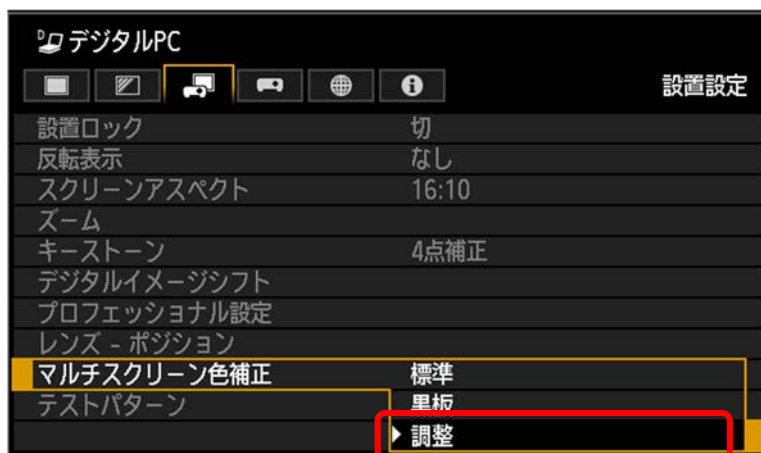 デジタルPC
設置設定
設置ロック 切
反転表示 なし
スクリーンアスペクト 16:10
ズーム
キーストーン 4点補正
デジタルイメージシフト
プロフェッショナル設定
レンズ - ポジション
マルチスクリーン色補正 標準
テストパターン 黒板
調整